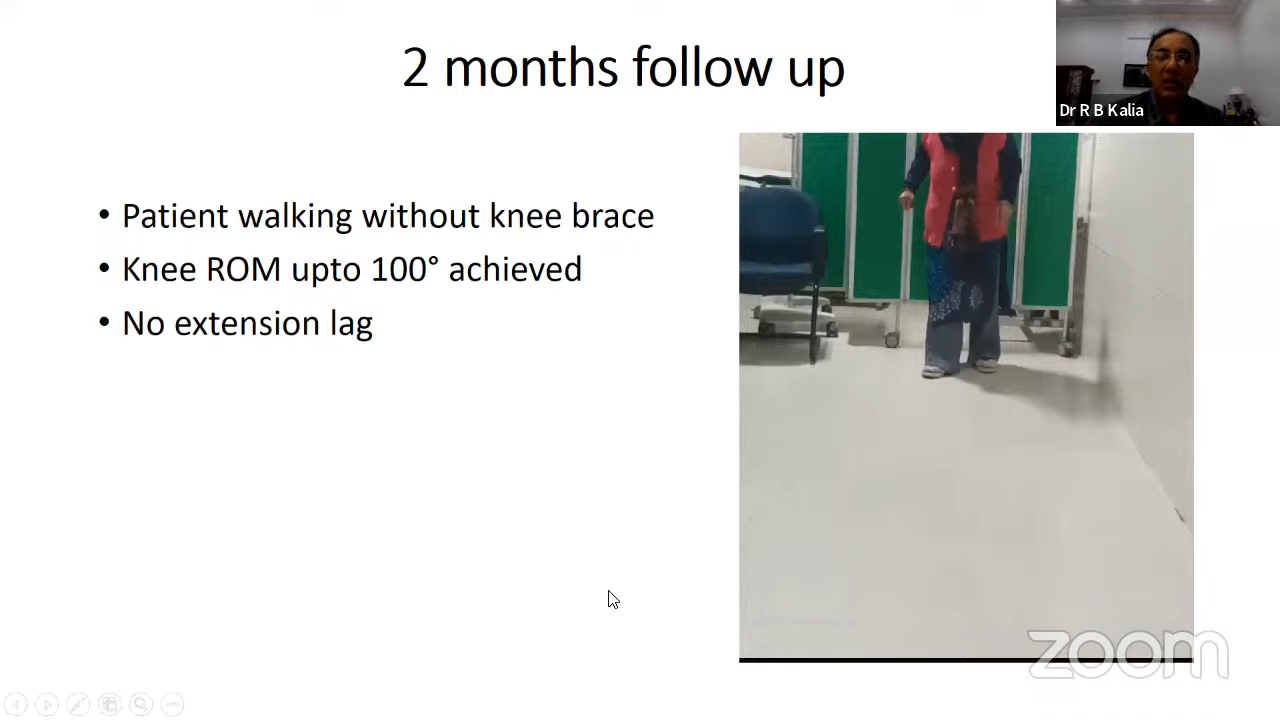 2 months follow up
Dr R B Kalia
• Patient walking without knee brace
• Knee ROM upto 100° achieved
• No extension lag
zoom